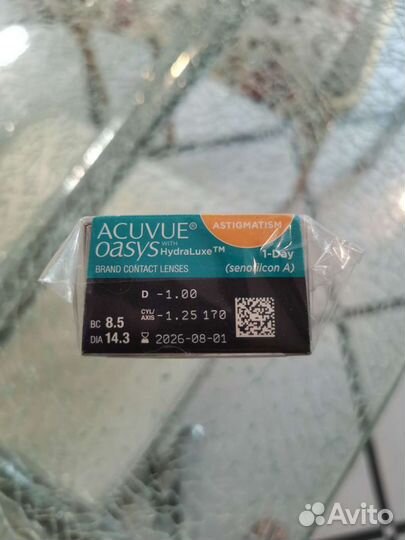 ACUVUE®
ASTIGMATISM
oasys WITH HydraLuxe™
1-Day
BRAND CONTACT LENSES
(senofilcon A)
D -1.00
CYL/AXIS -1.25 170
BC 8.5
DIA 14.3
2026-08-01
Avito